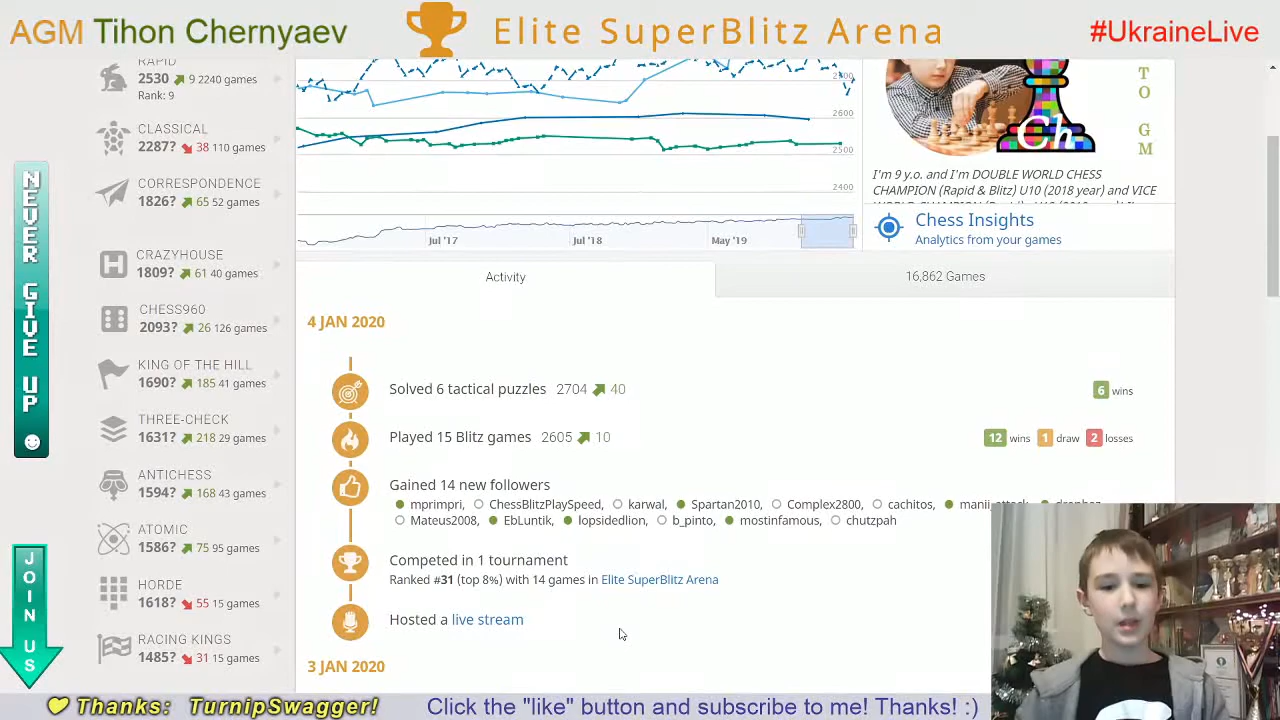 AGM Tihon Chernyaev
Elite SuperBlitz Arena
#UkraineLive
RAPID
2530 9 2240 games
Rank: 9
CLASSICAL
2287? 38 110 games
CORRESPONDENCE
1826? 65 52 games
CRAZYHOUSE
1809? 61 40 games
CHESS960
2093? 26 126 games
KING OF THE HILL
1690? 185 41 games
THREE-CHECK
1631? 218 29 games
ANTICHESS
1594? 168 43 games
ATOMIC
1586? 75 95 games
HORDE
1618? 55 15 games
RACING KINGS
1485? 31 15 games
NEVER GIVE UP
JOIN US
2600
2500
2400
Jul '17
Jul '18
May '19
Ch
TO GM
I'm 9 y.o. and I'm DOUBLE WORLD CHESS
CHAMPION (Rapid & Blitz) U10 (2018 year) and VICE
Chess Insights
Analytics from your games
Activity
16,862 Games
4 JAN 2020
Solved 6 tactical puzzles 2704 40
6 wins
Played 15 Blitz games 2605 10
12 wins 1 draw 2 losses
Gained 14 new followers
mprimpri, ChessBlitzPlaySpeed, karwal, Spartan2010, Complex2800, cachitos,
Mateus2008, EbLuntik, lopsidedlion, b_pinto, mostinfamous, chutzpah
Competed in 1 tournament
Ranked #31 (top 8%) with 14 games in Elite SuperBlitz Arena
Hosted a live stream
3 JAN 2020
Thanks: TurnipSwagger!
Click the "like" button and subscribe to me! Thanks! :)